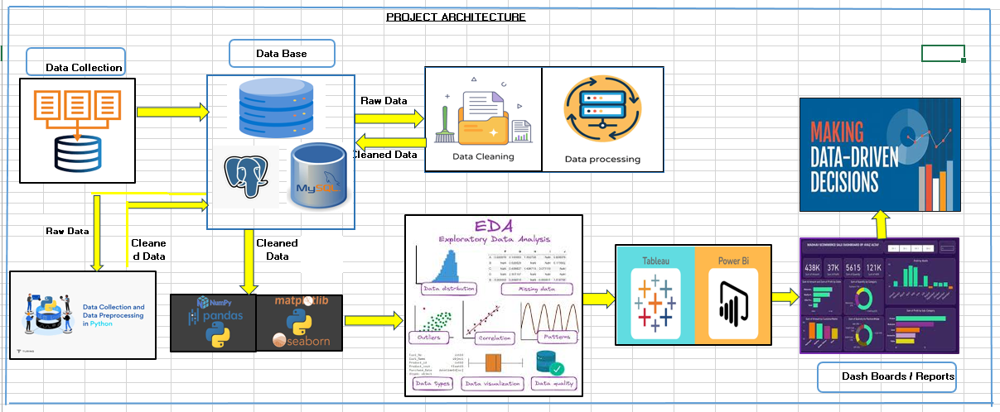 PROJECT ARCHITECTURE
Data Collection
Data Base
Raw Data
Cleaned Data
Data Cleaning
Data processing
MySQL
MAKING
DATA-DRIVEN
DECISIONS
Raw Data
Cleane
d Data
Cleaned
Data
Data Collection and
Data Preprocessing
in Python
NumPy
pandas
matplotlib
seaborn
EDA
Exploratory Data Analysis
Data distribution
Missing data
Outliers
Correlation
Patterns
Data types
Data visualization
Data quality
Tableau
Power Bi
438K
37K
5615
121K
Dash Boards / Reports